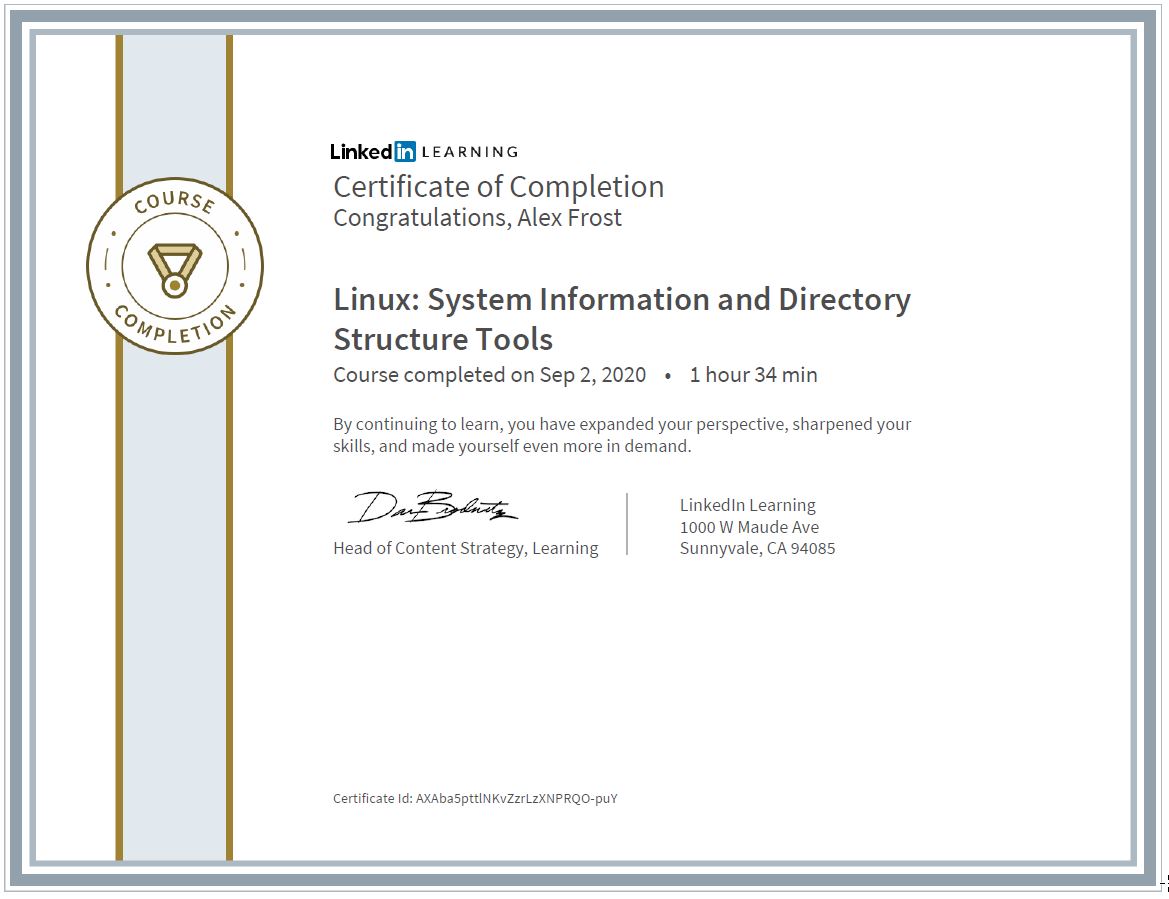 COURSE
COMPLETION
Linked in LEARNING
Certificate of Completion
Congratulations, Alex Frost
Linux: System Information and Directory
Structure Tools
Course completed on Sep 2, 2020 • 1 hour 34 min
By continuing to learn, you have expanded your perspective, sharpened your
skills, and made yourself even more in demand.
Head of Content Strategy, Learning
LinkedIn Learning
1000 W Maude Ave
Sunnyvale, CA 94085
Certificate Id: AXAba5pttlNKvZzrLzXNPRQO-puY